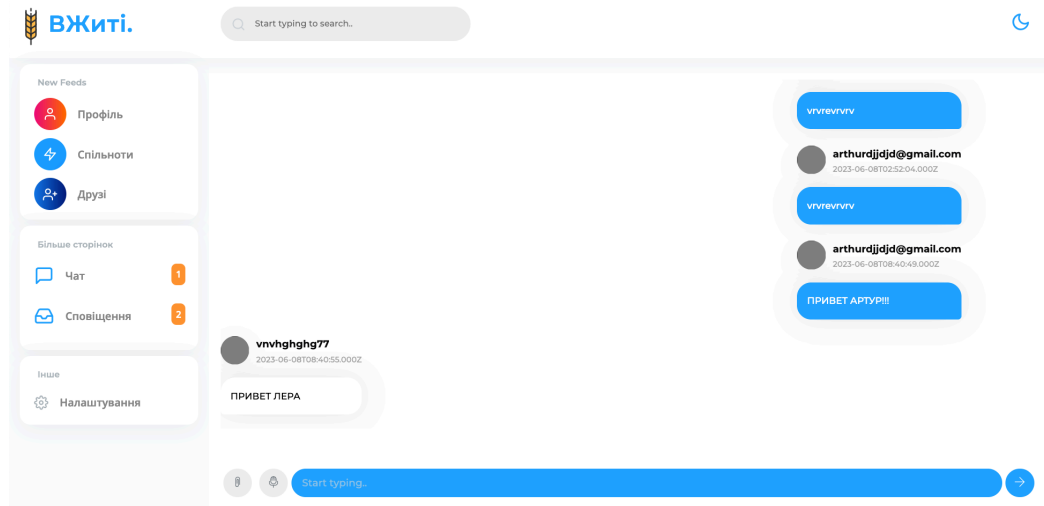 ВЖиті.
Start typing to search..
New Feeds
Профіль
Спільноти
Друзі
Більше сторінок
Чат
1
Сповіщення
2
Інше
Налаштування
vrvrevrvrv
arthurdjjdjd@gmail.com
2023-06-08T02:52:04.000Z
vrvrevrvrv
arthurdjjdjd@gmail.com
2023-06-08T08:40:49.000Z
ПРИВЕТ АРТУР!!!
vnvhghghg77
2023-06-08T08:40:55.000Z
ПРИВЕТ ЛЕРА
Start typing..